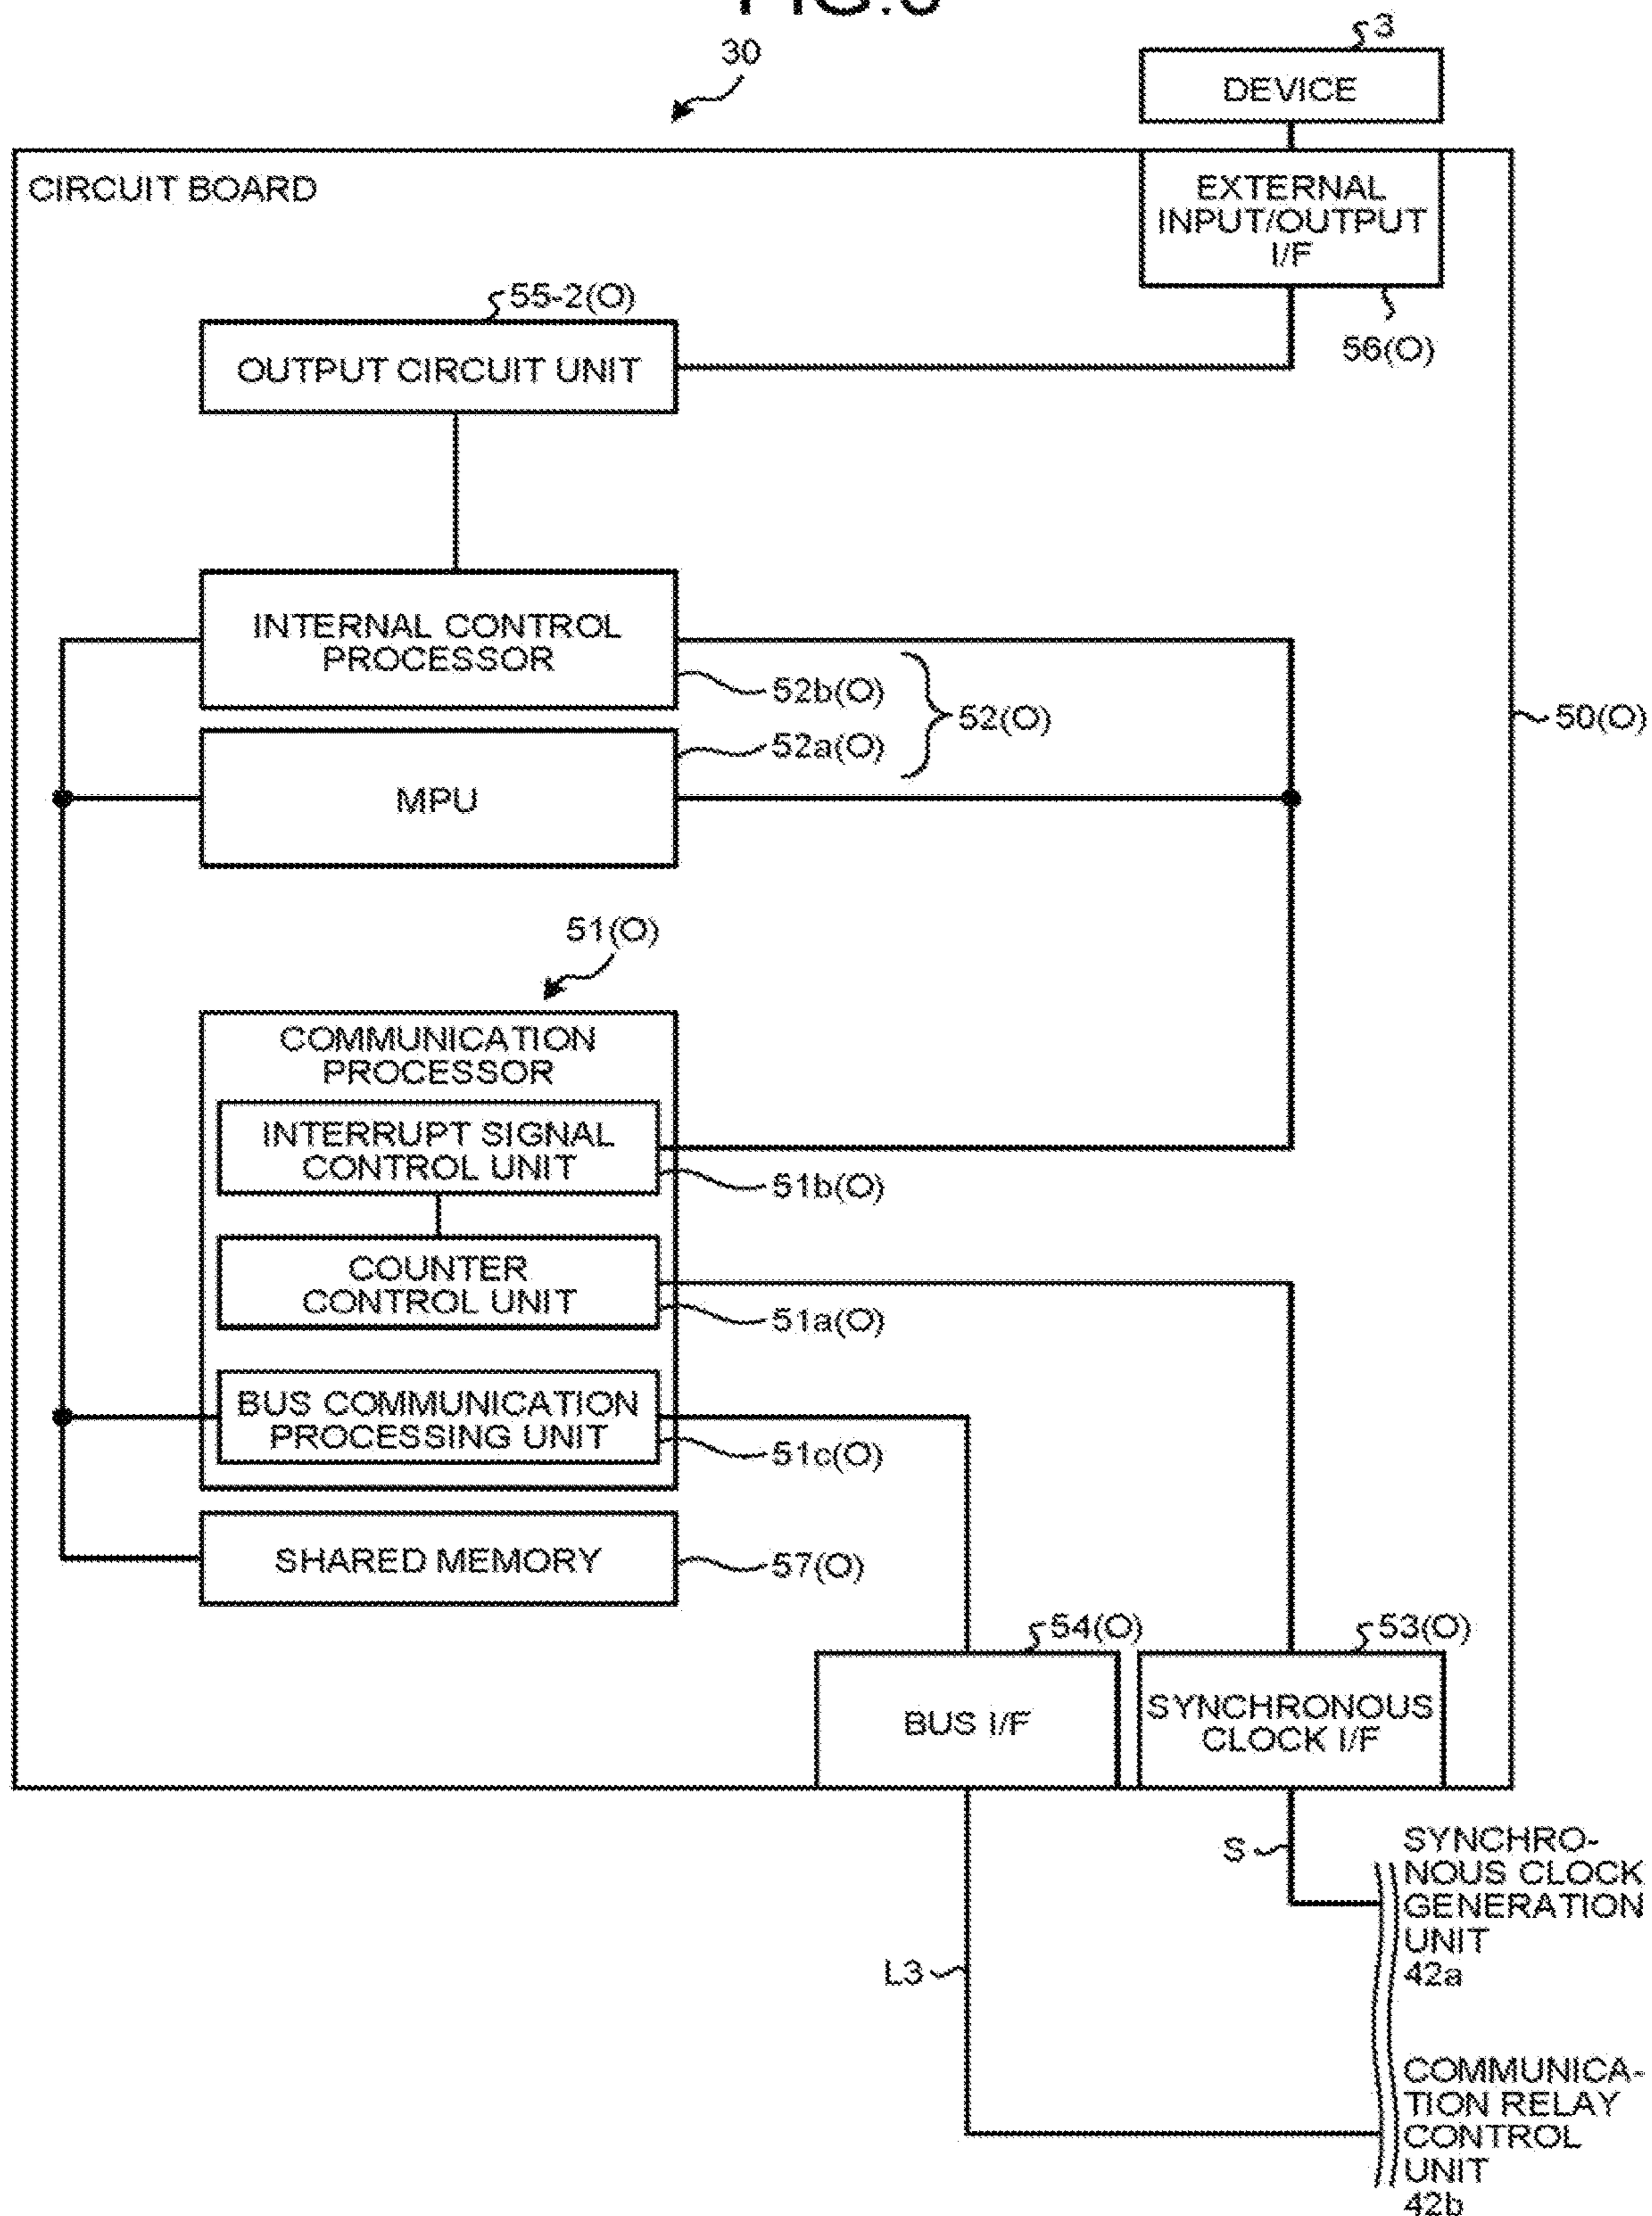 30
3
DEVICE
CIRCUIT BOARD
EXTERNAL
INPUT/OUTPUT
I/F
56(O)
55-2(O)
OUTPUT CIRCUIT UNIT
INTERNAL CONTROL
PROCESSOR
52b(O)
52(O)
50(O)
52a(O)
MPU
51(O)
COMMUNICATION
PROCESSOR
INTERRUPT SIGNAL
CONTROL UNIT
51b(O)
COUNTER
CONTROL UNIT
51a(O)
BUS COMMUNICATION
PROCESSING UNIT
51c(O)
SHARED MEMORY
57(O)
54(O)
53(O)
BUS I/F
SYNCHRONOUS
CLOCK I/F
S
SYNCHRO-
NOUS CLOCK
GENERATION
UNIT
42a
L3
COMMUNICA-
TION RELAY
CONTROL
UNIT
42b